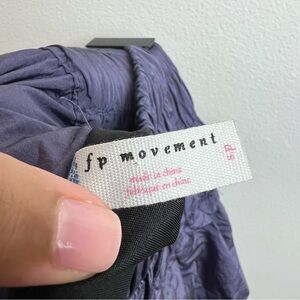 fp movement
made in china
fabriqué en chine
s/p